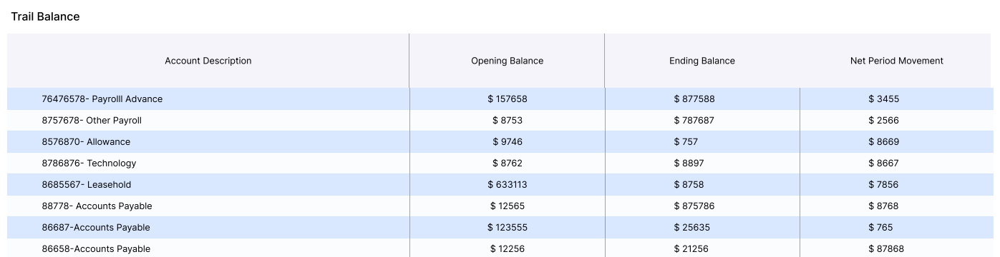 Trail Balance
Account Description Opening Balance Ending Balance Net Period Movement
76476578- Payrolll Advance $ 157658 $ 877588 $ 3455
8757678- Other Payroll $ 8753 $ 787687 $ 2566
8576870- Allowance $ 9746 $ 757 $ 8669
8786876- Technology $ 8762 $ 8897 $ 8667
8685567- Leasehold $ 633113 $ 8758 $ 7856
88778- Accounts Payable $ 12565 $ 875786 $ 8768
86687-Accounts Payable $ 123555 $ 25635 $ 765
86658-Accounts Payable $ 12256 $ 21256 $ 87868